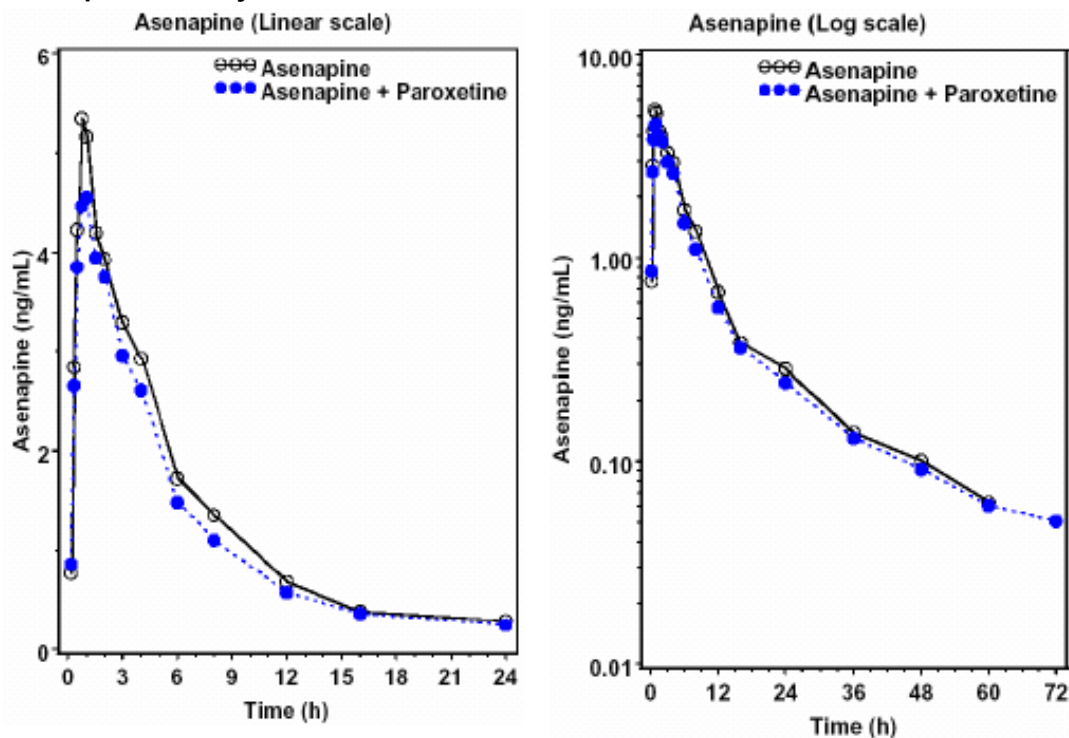 Asenapine (Linear scale)
6
4
2
0
Asenapine (ng/mL)
Asenapine
Asenapine + Paroxetine
0 3 6 9 12 15 18 21 24
Time (h)
Asenapine (Log scale)
10.00
1.00
0.10
0.01
Asenapine (ng/mL)
Asenapine
Asenapine + Paroxetine
0 12 24 36 48 60 72
Time (h)